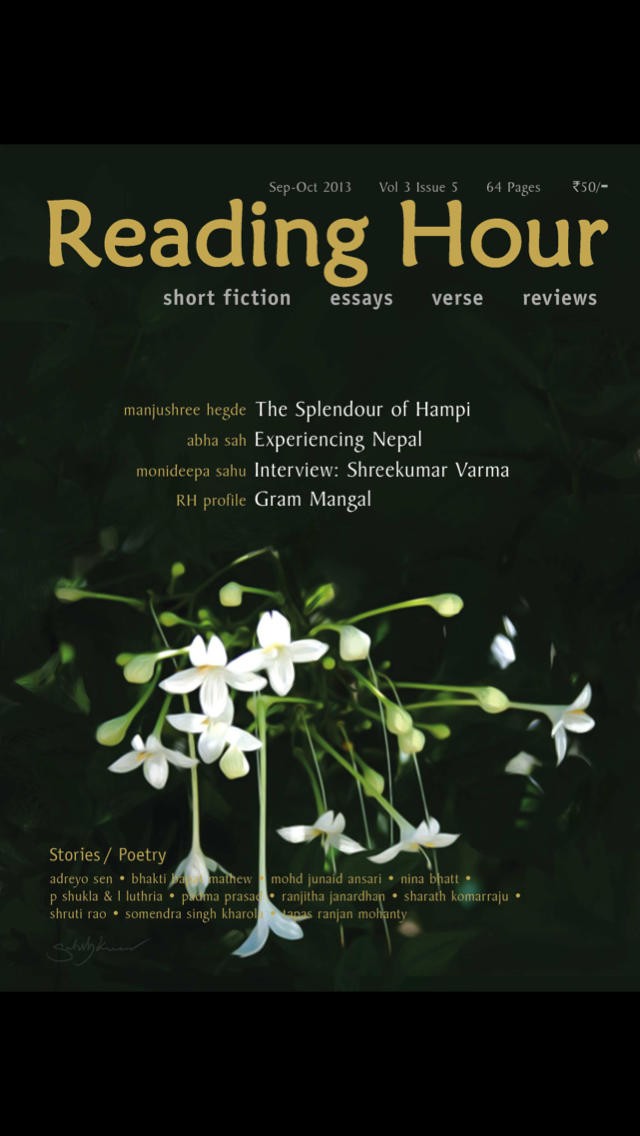 Sep-Oct 2013 Vol 3 Issue 5 64 Pages ₹50/-
Reading Hour
short fiction essays verse reviews
manjushree hegde The Splendour of Hampi
abha sah Experiencing Nepal
monideepa sahu Interview: Shreekumar Varma
RH profile Gram Mangal
Stories / Poetry
adreyo sen • bhakti mathew • mohd junaid ansari • nina bhatt •
p shukla & l luthria • padma prasad • ranjitha janardhan • sharath komarraju •
shruti rao • somendra singh kharola • tapas ranjan mohanty